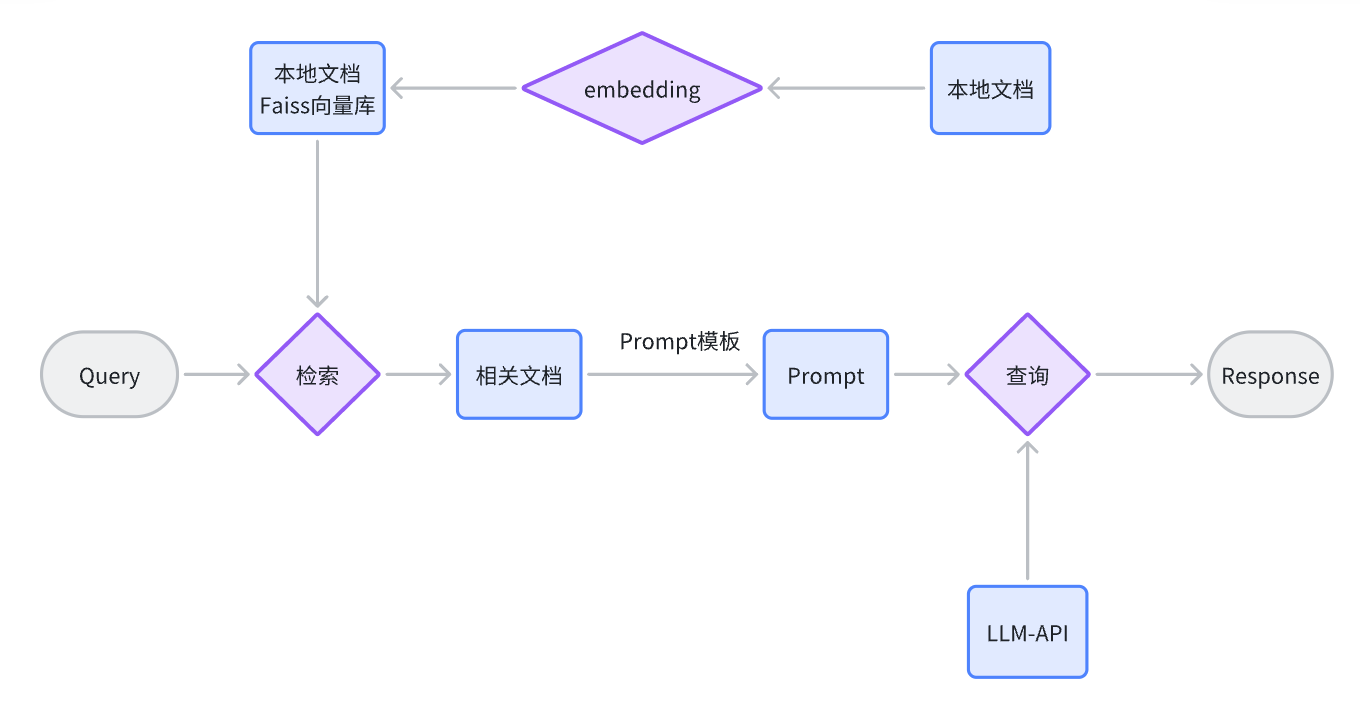 本地文档
Faiss向量库
embedding
本地文档
Query
检索
相关文档
Prompt模板
Prompt
查询
Response
LLM-API